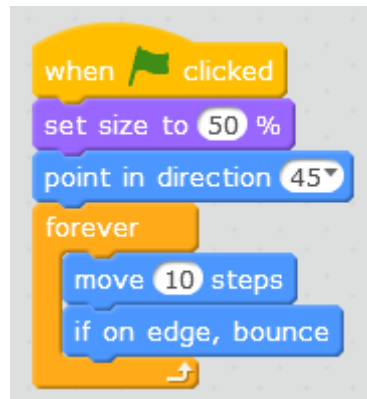 when clicked
set size to 50 %
point in direction 45
forever
move 10 steps
if on edge, bounce